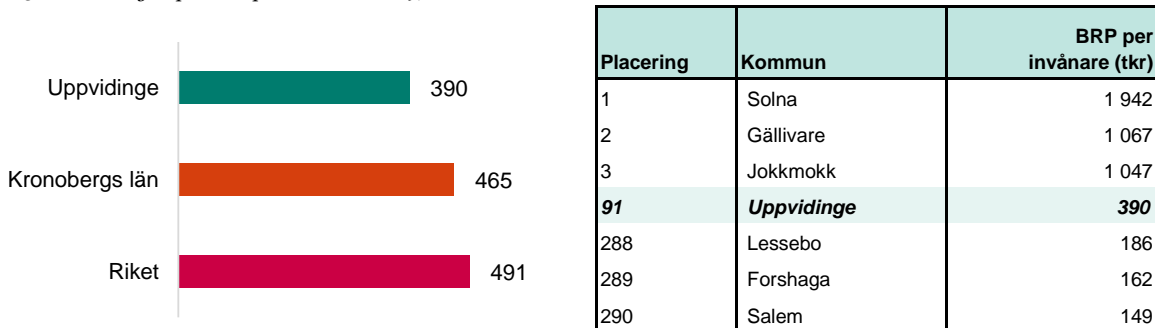 Uppvidinge 390
Kronobergs län 465
Riket 491
BRP per
Placering Kommun invånare (tkr)
1 Solna 1 942
2 Gällivare 1 067
3 Jokkmokk 1 047
91 Uppvidinge 390
288 Lessebo 186
289 Forshaga 162
290 Salem 149